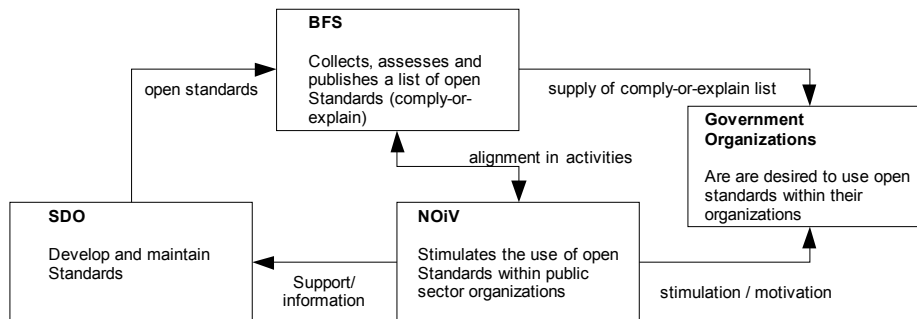 BFS
Collects, assesses and
publishes a list of open
Standards (comply-or-
explain)
open standards
supply of comply-or-explain list
Government
Organizations
Are are desired to use open
standards within their
organizations
alignment in activities
SDO
Develop and maintain
Standards
NOiV
Stimulates the use of open
Standards within public
sector organizations
Support/
information
stimulation / motivation